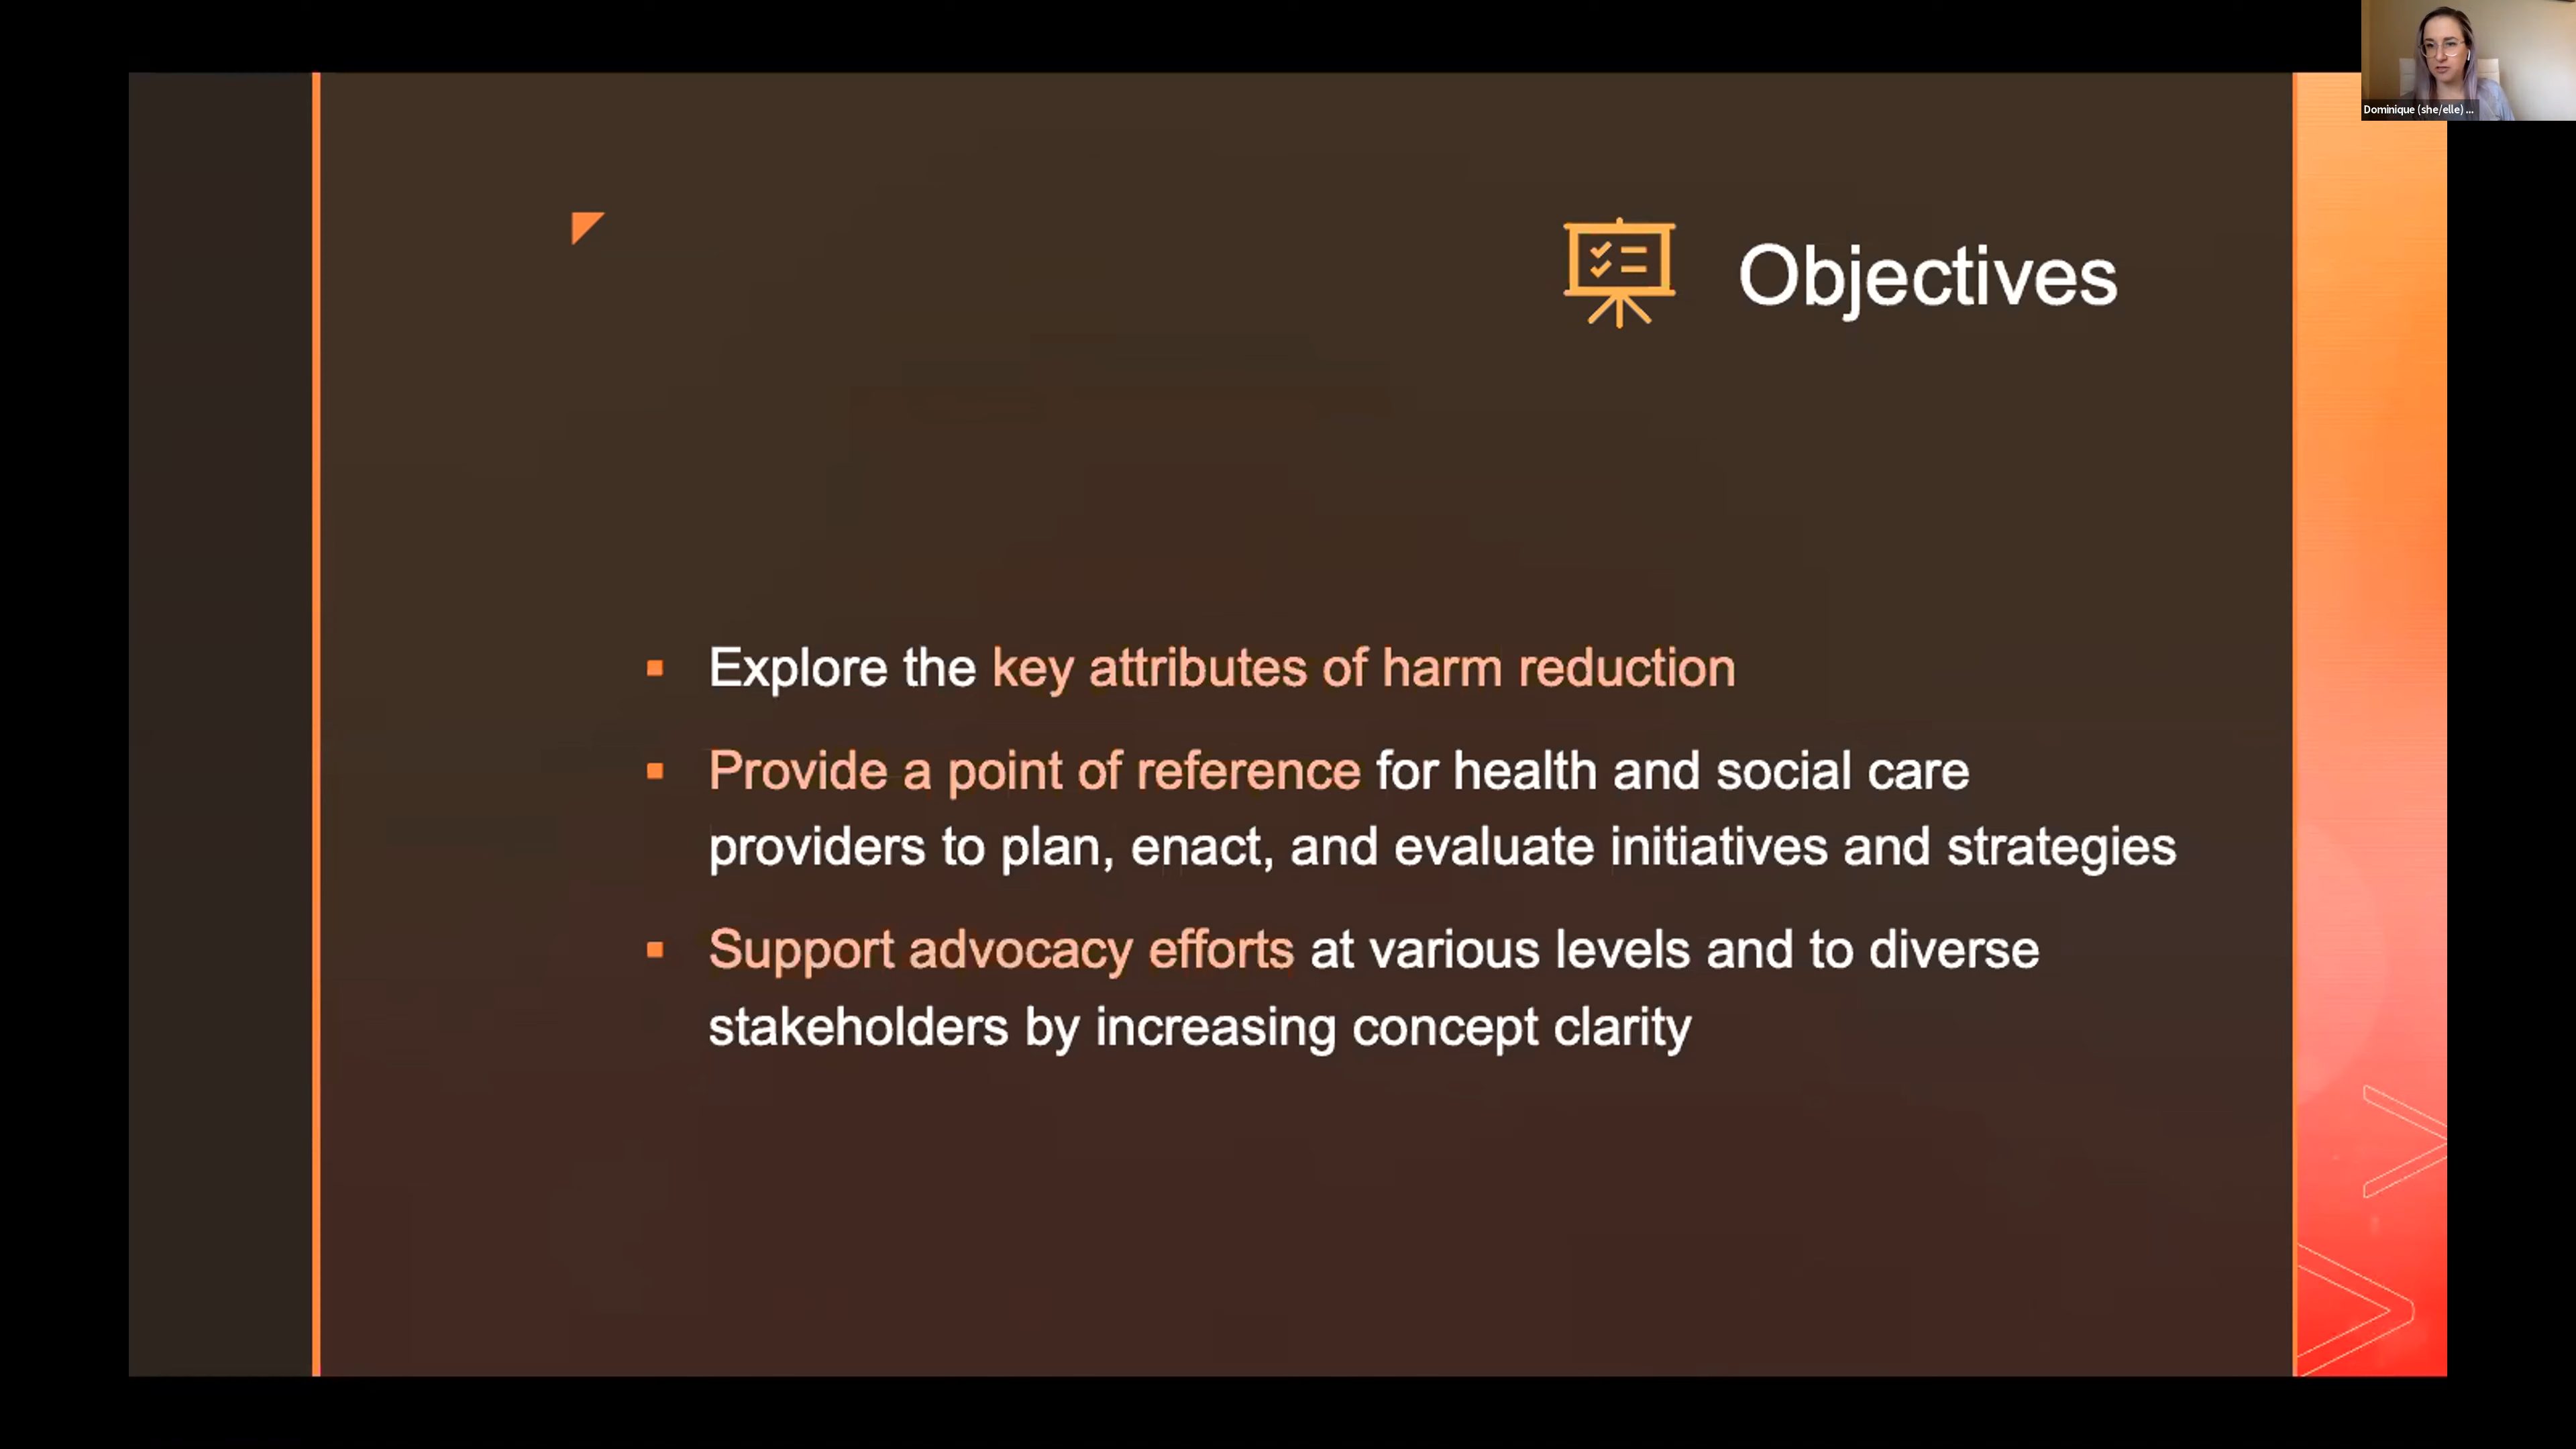 Dominique (she/elle) ...
Objectives
Explore the key attributes of harm reduction
Provide a point of reference for health and social care
providers to plan, enact, and evaluate initiatives and strategies
Support advocacy efforts at various levels and to diverse
stakeholders by increasing concept clarity